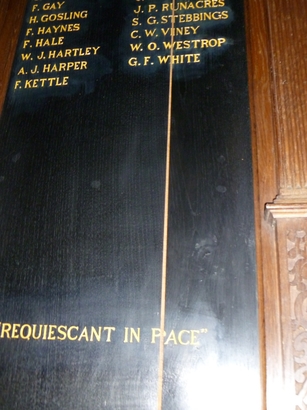 F. GAY
H. GOSLING
F. HAYNES
F. HALE
W. J. HARTLEY
A. J. HARPER
F. KETTLE
J. P. RUNACRES
S. G. STEBBINGS
C. W. VINEY
W. O. WESTROP
G. F. WHITE
"REQUIESCANT IN PACE"